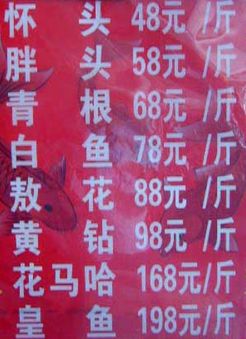 怀头 48元/斤
胖头 58元/斤
青根 68元/斤
白鱼 78元/斤
敖花 88元/斤
黄钻 98元/斤
花马哈 168元/斤
皇鱼 198元/斤